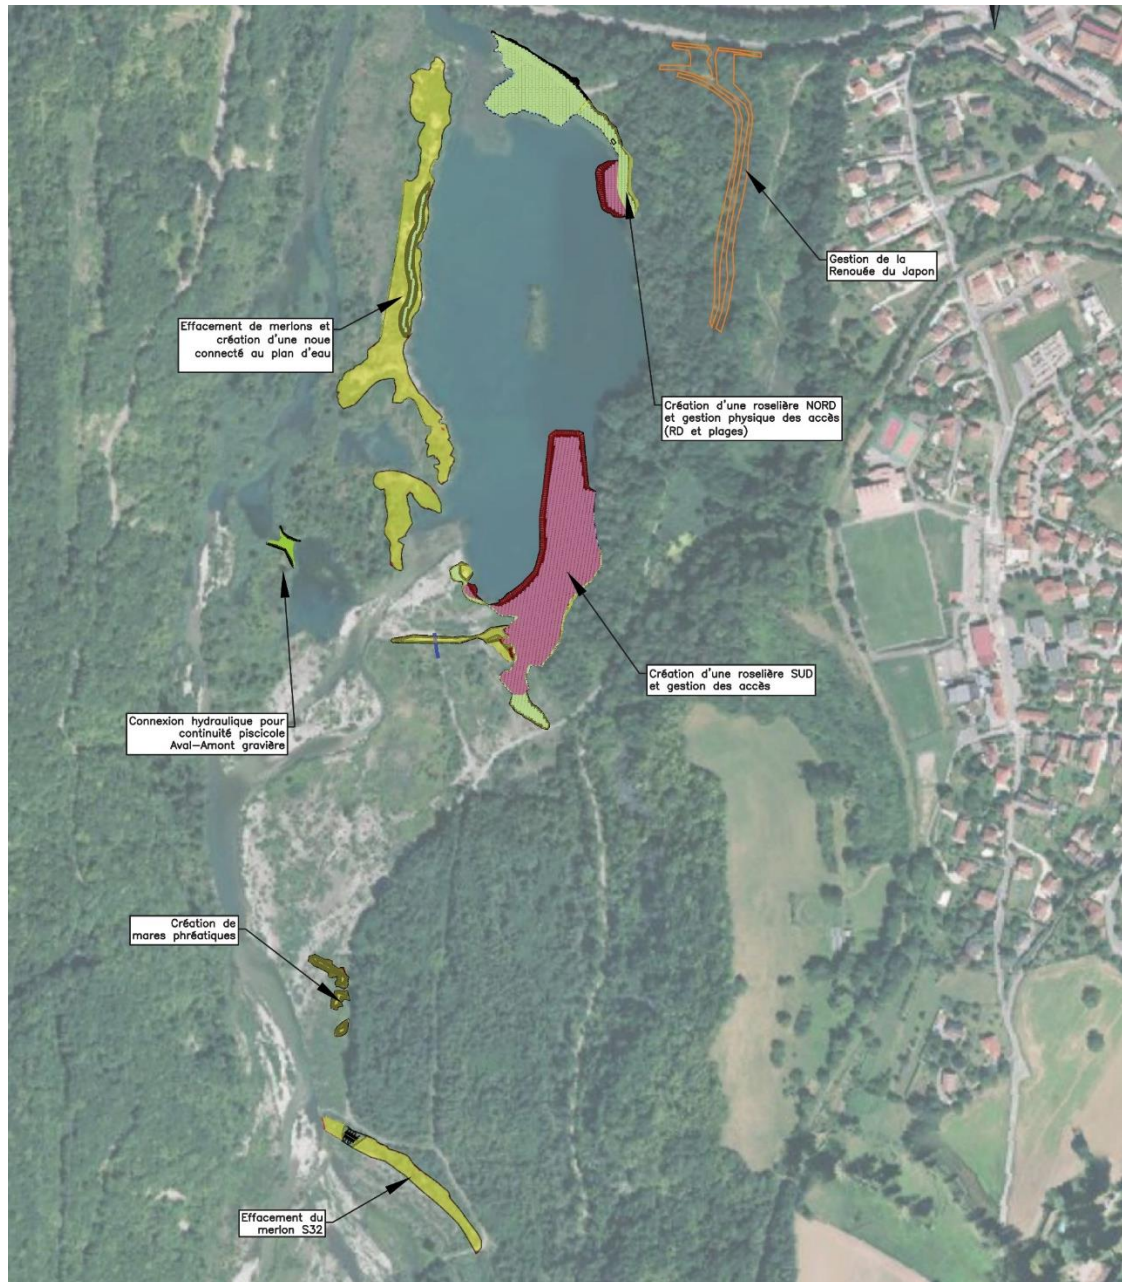 Gestion de la
Renouée du Japon
Effacement de merlons et
création d'une noue
connecté au plan d'eau
Création d'une roselière NORD
et gestion physique des accès
(RD et plages)
Création d'une roselière SUD
et gestion des accès
Connexion hydraulique pour
continuité piscicole
Aval-Amont gravière
Création de
mares phréatiques
Effacement du
merlon S32